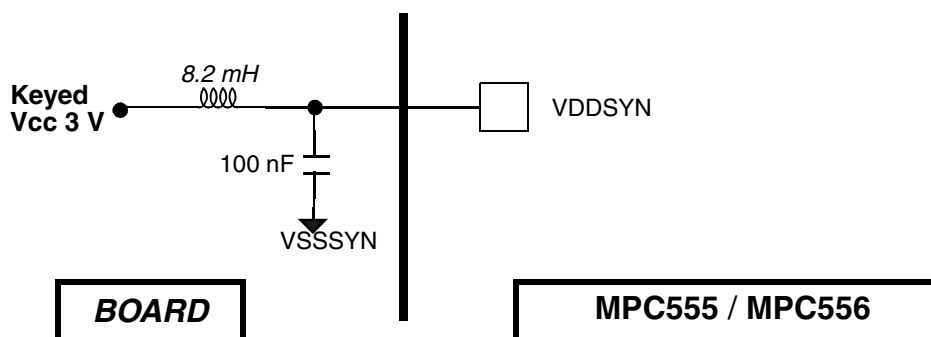 8.2 mH
Keyed
Vcc 3 V
VDDSYN
100 nF
VSSSYN
BOARD
MPC555 / MPC556